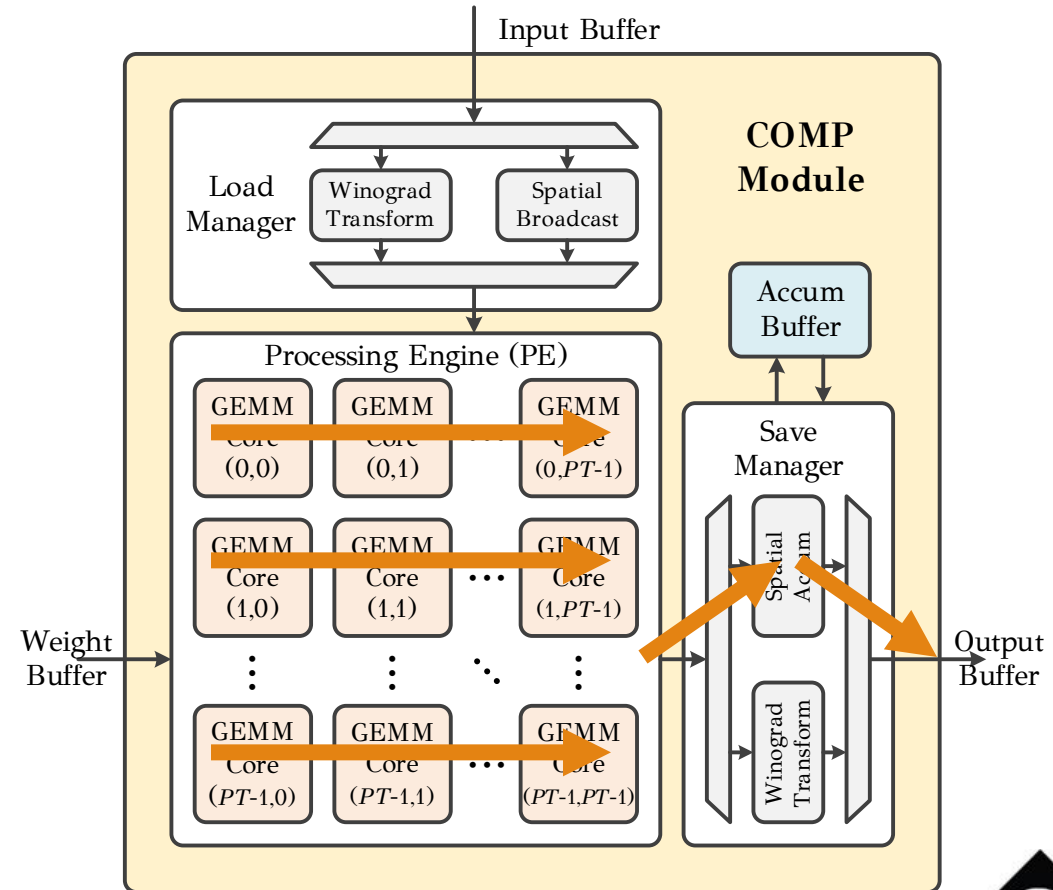 Input Buffer
COMP
Module
Load
Manager
Winograd
Transform
Spatial
Broadcast
Accum
Buffer
Processing Engine (PE)
GEMM
Core
(0,0)
GEMM
Core
(0,1)
...
GEMM
Core
(0,PT-1)
Save
Manager
GEMM
Core
(1,0)
GEMM
Core
(1,1)
...
GEMM
Core
(1,PT-1)
Spatial
Accum
Weight
Buffer
Output
Buffer
GEMM
Core
(PT-1,0)
GEMM
Core
(PT-1,1)
...
GEMM
Core
(PT-1,PT-1)
Winograd
Transform